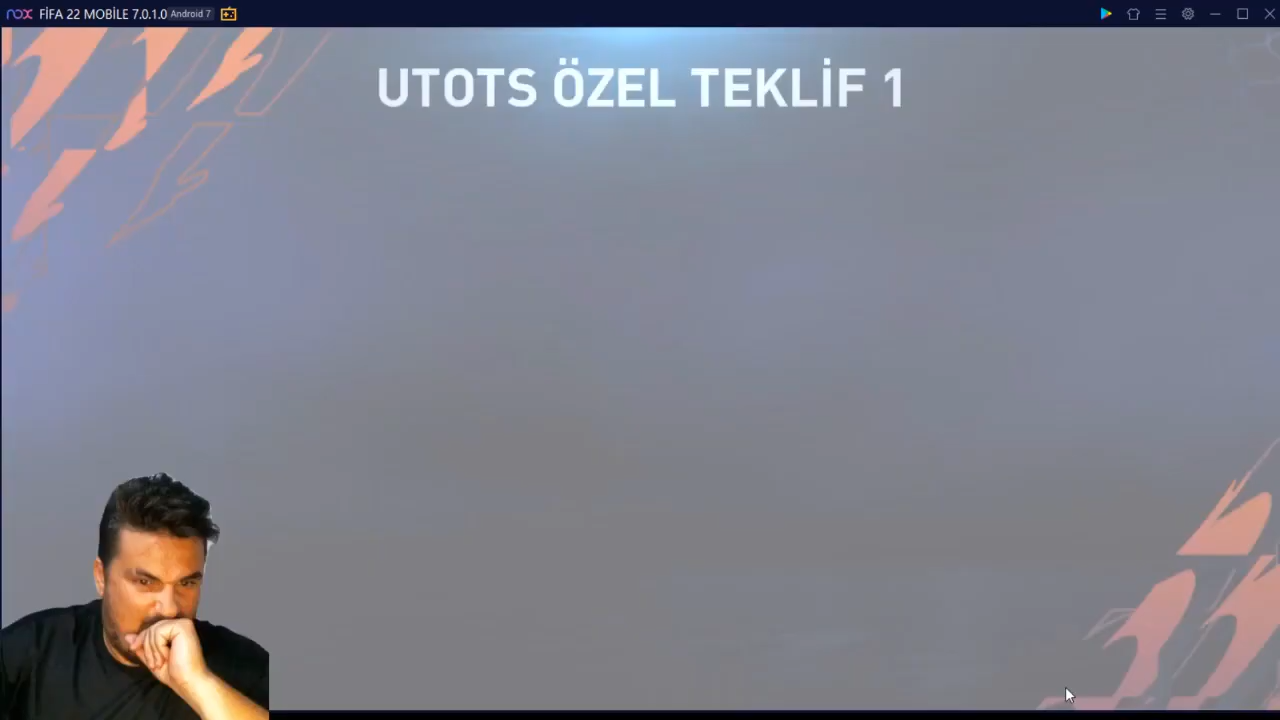 nox FİFA 22 MOBİLE 7.0.1.0 Android 7
UTOTS ÖZEL TEKLİF 1